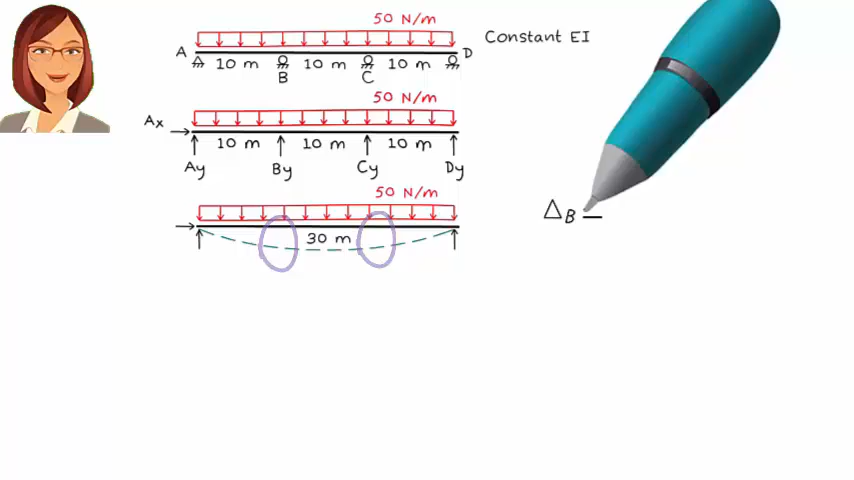 50 N/m
Constant EI
A D
10 m 10 m 10 m
B C
50 N/m
Ax
10 m 10 m 10 m
Ay By Cy Dy
50 N/m
ΔB =
30 m